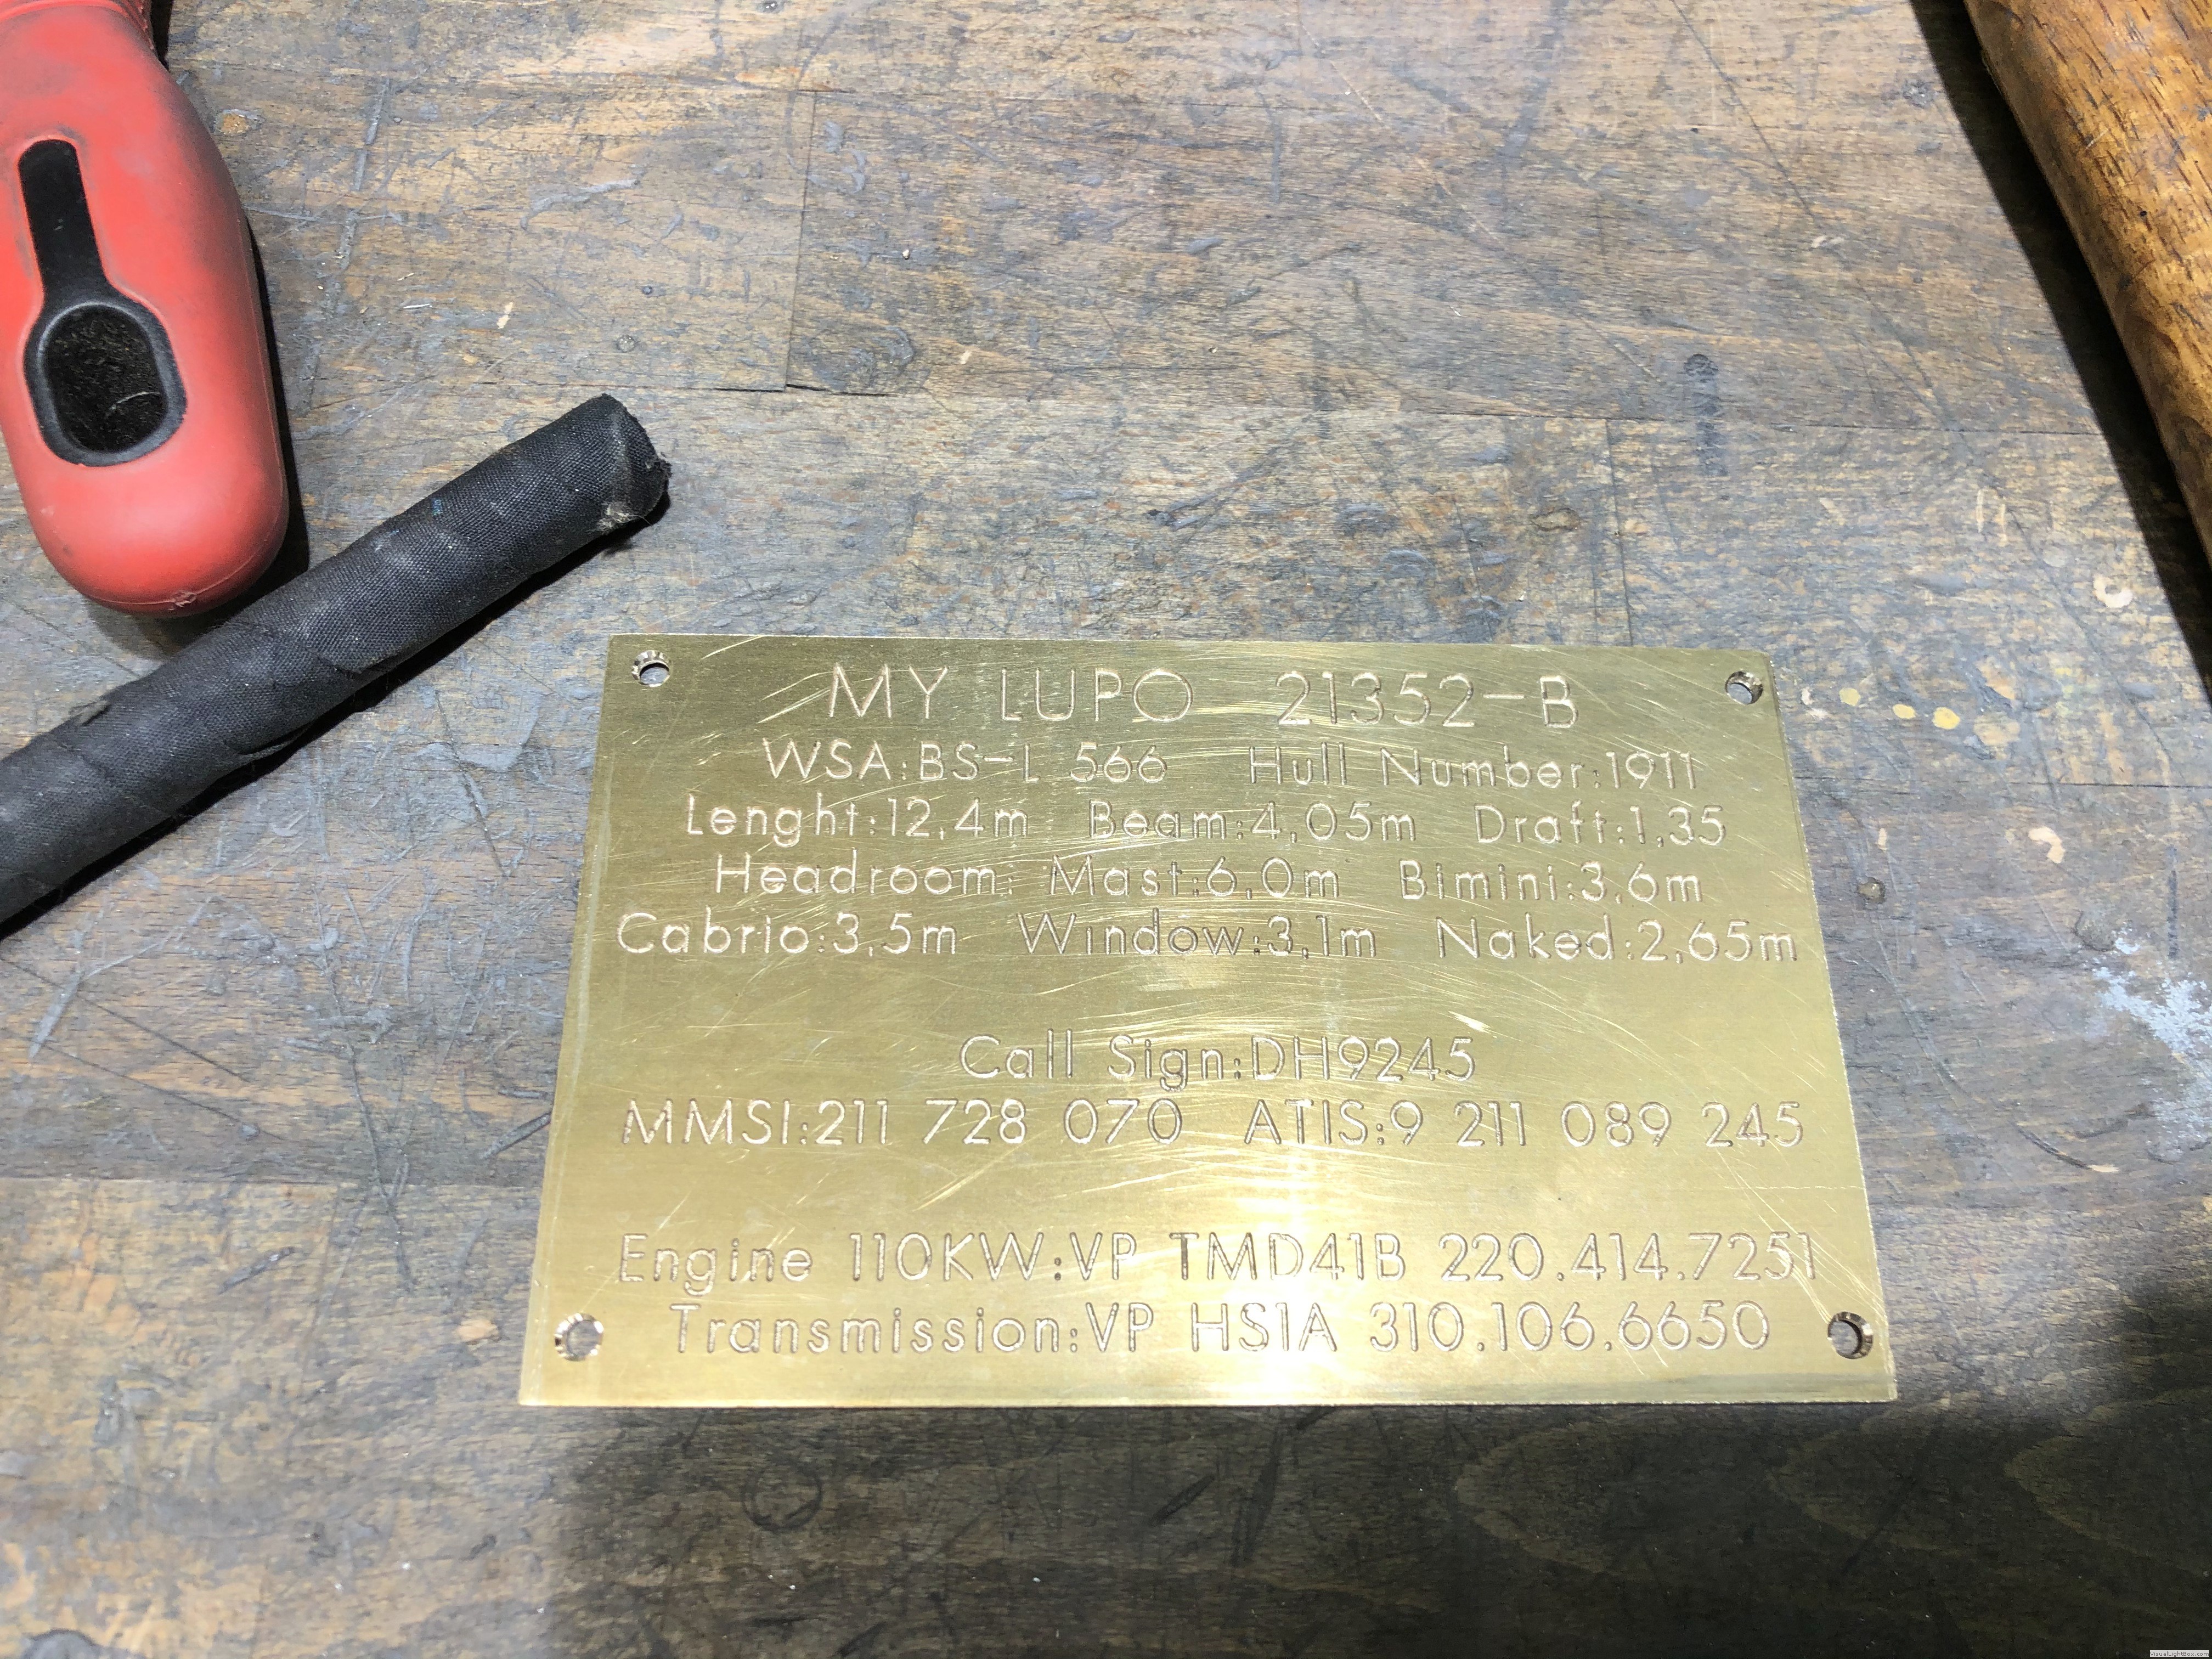 MY LUPO 21352-B
WSA:BS-L 566 Hull Number:1911
Lenght:12,4m Beam:4,05m Draft:1,35
Headroom: Mast:6,0m Bimini:3,6m
Cabrio:3,5m Window:3,1m Naked:2,65m
Call Sign:DH9245
MMSI:211 728 070 ATIS:9 211 089 245
Engine 110KW:VP TMD41B 220.414.7251
Transmission:VP HS1A 310.106.6650